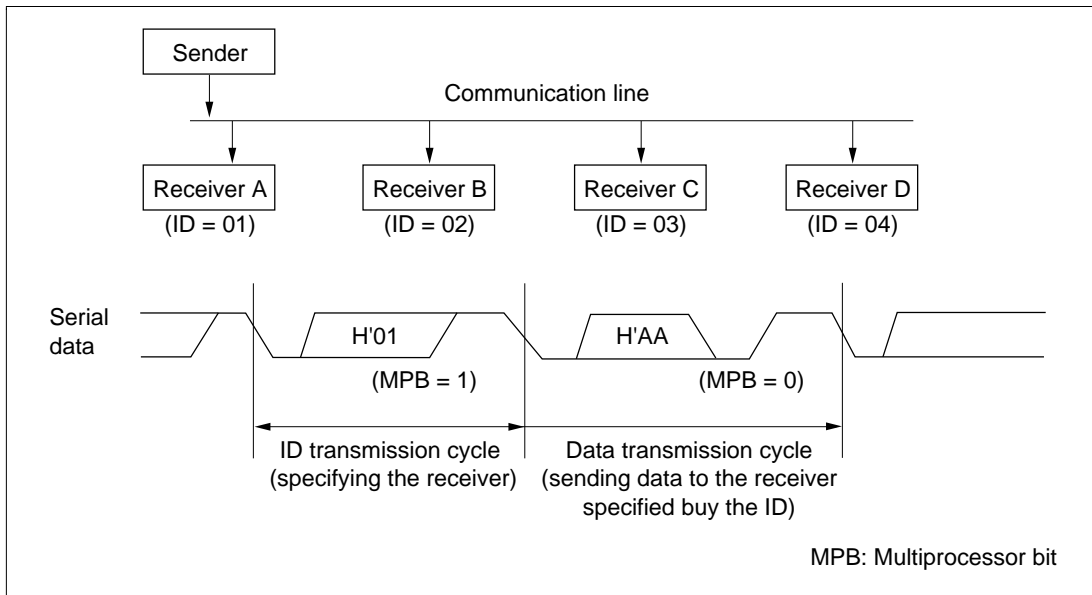 Sender
Communication line
Receiver A Receiver B Receiver C Receiver D
(ID = 01) (ID = 02) (ID = 03) (ID = 04)
Serial
data
H'01 H'AA
(MPB = 1) (MPB = 0)
ID transmission cycle
(specifying the receiver)
Data transmission cycle
(sending data to the receiver
specified buy the ID)
MPB: Multiprocessor bit